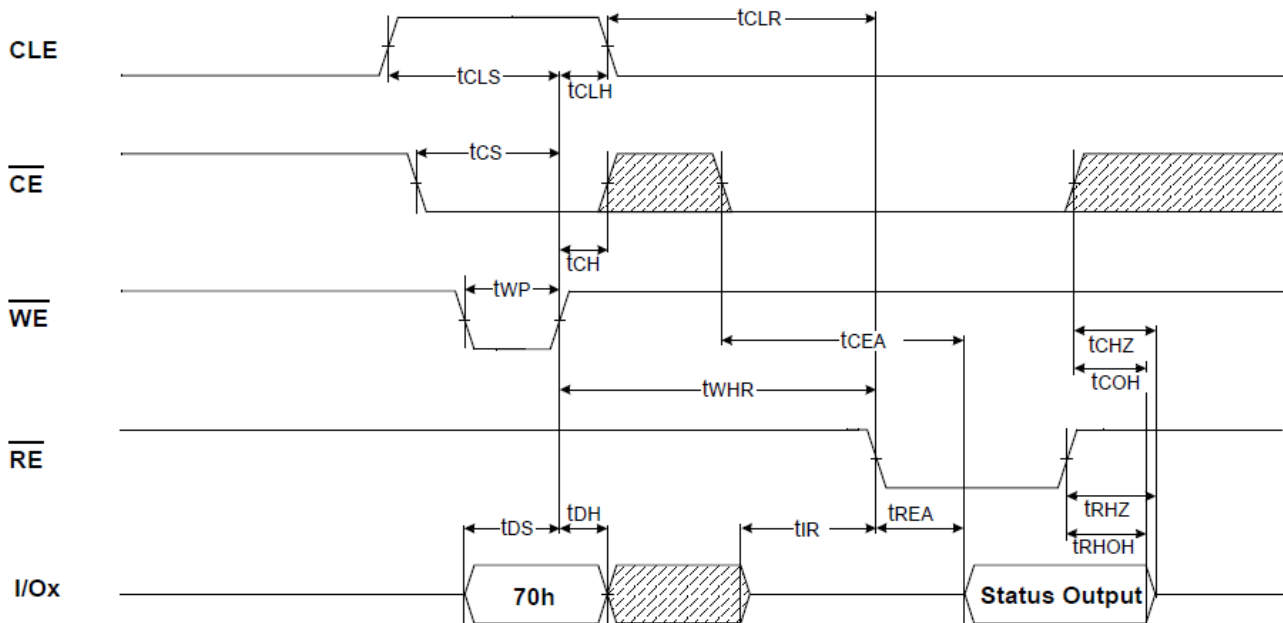 tCLR
CLE
tCLS
tCLH
tCS
CE
tCH
tWP
WE
tCEA
tCHZ
tCOH
tWHR
RE
tDS
tDH
tIR
tREA
tRHZ
tRHOH
I/Ox
70h
Status Output